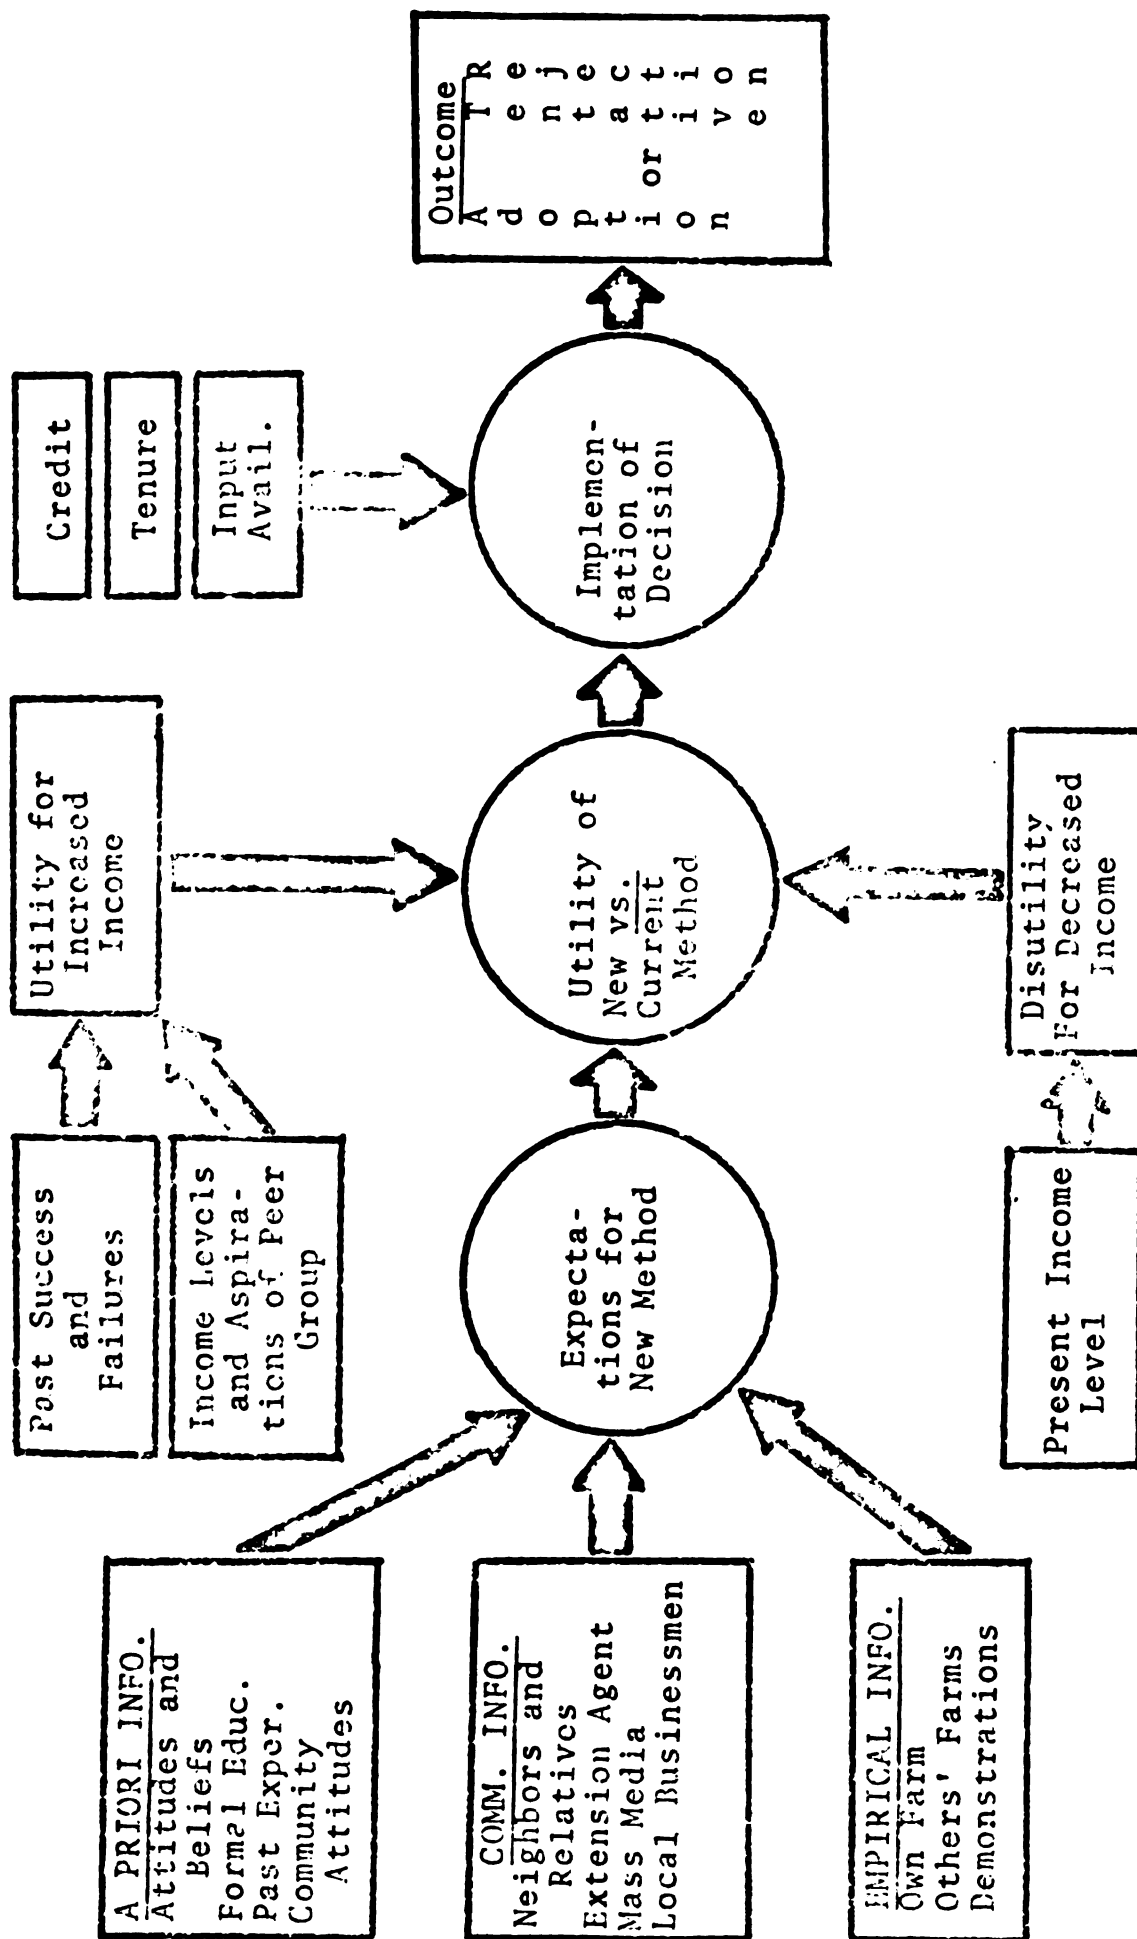 Past Success
and
Failures
Income Levels
and Aspira-
tions of Peer
Group
Utility for
Increased
Income
Credit
Tenure
Input
Avail.
A PRIORI INFO.
Attitudes and
Beliefs
Formal Educ.
Past Exper.
Community
Attitudes
COMM. INFO.
Neighbors and
Relatives
Extension Agent
Mass Media
Local Businessmen
EMPIRICAL INFO.
Own Farm
Others' Farms
Demonstrations
Expecta-
tions for
New Method
Utility of
New vs.
Current
Method
Implemen-
tation of
Decision
Outcome
Adoption
or
Tentative
Rejection
Present Income
Level
Disutility
For Decreased
Income